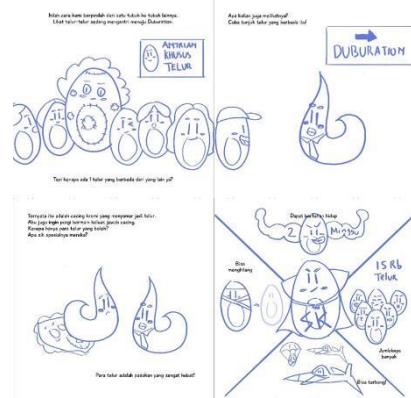 Inilah cara kami berpindah dari satu tubuh ke tubuh lainnya.
Lihat telur-telur sedang mengantri menuju Duburation.
ANTRIAN
KHUSUS
TELUR
Tapi kenapa ada 1 telur yang berbeda dari yang lain ya?
Apa kalian juga melihatnya?
Coba tunjuk telur yang berbeda itu!
DUBURATION
Ternyata itu adalah cacing kremi yang menyamar jadi telur.
Aku juga ingin pergi bermain keluar, pacils cacing.
Kenapa hanya para telur yang boleh?
Apa sih spesialnya mereka?
Para telur adalah pasukan yang sangat hebat!
Dapat bertahan hidup
2 Minggu
Bisa
menghilang
15 Rb
TELUR
Jumlahnya
banyak
Bisa terbang!